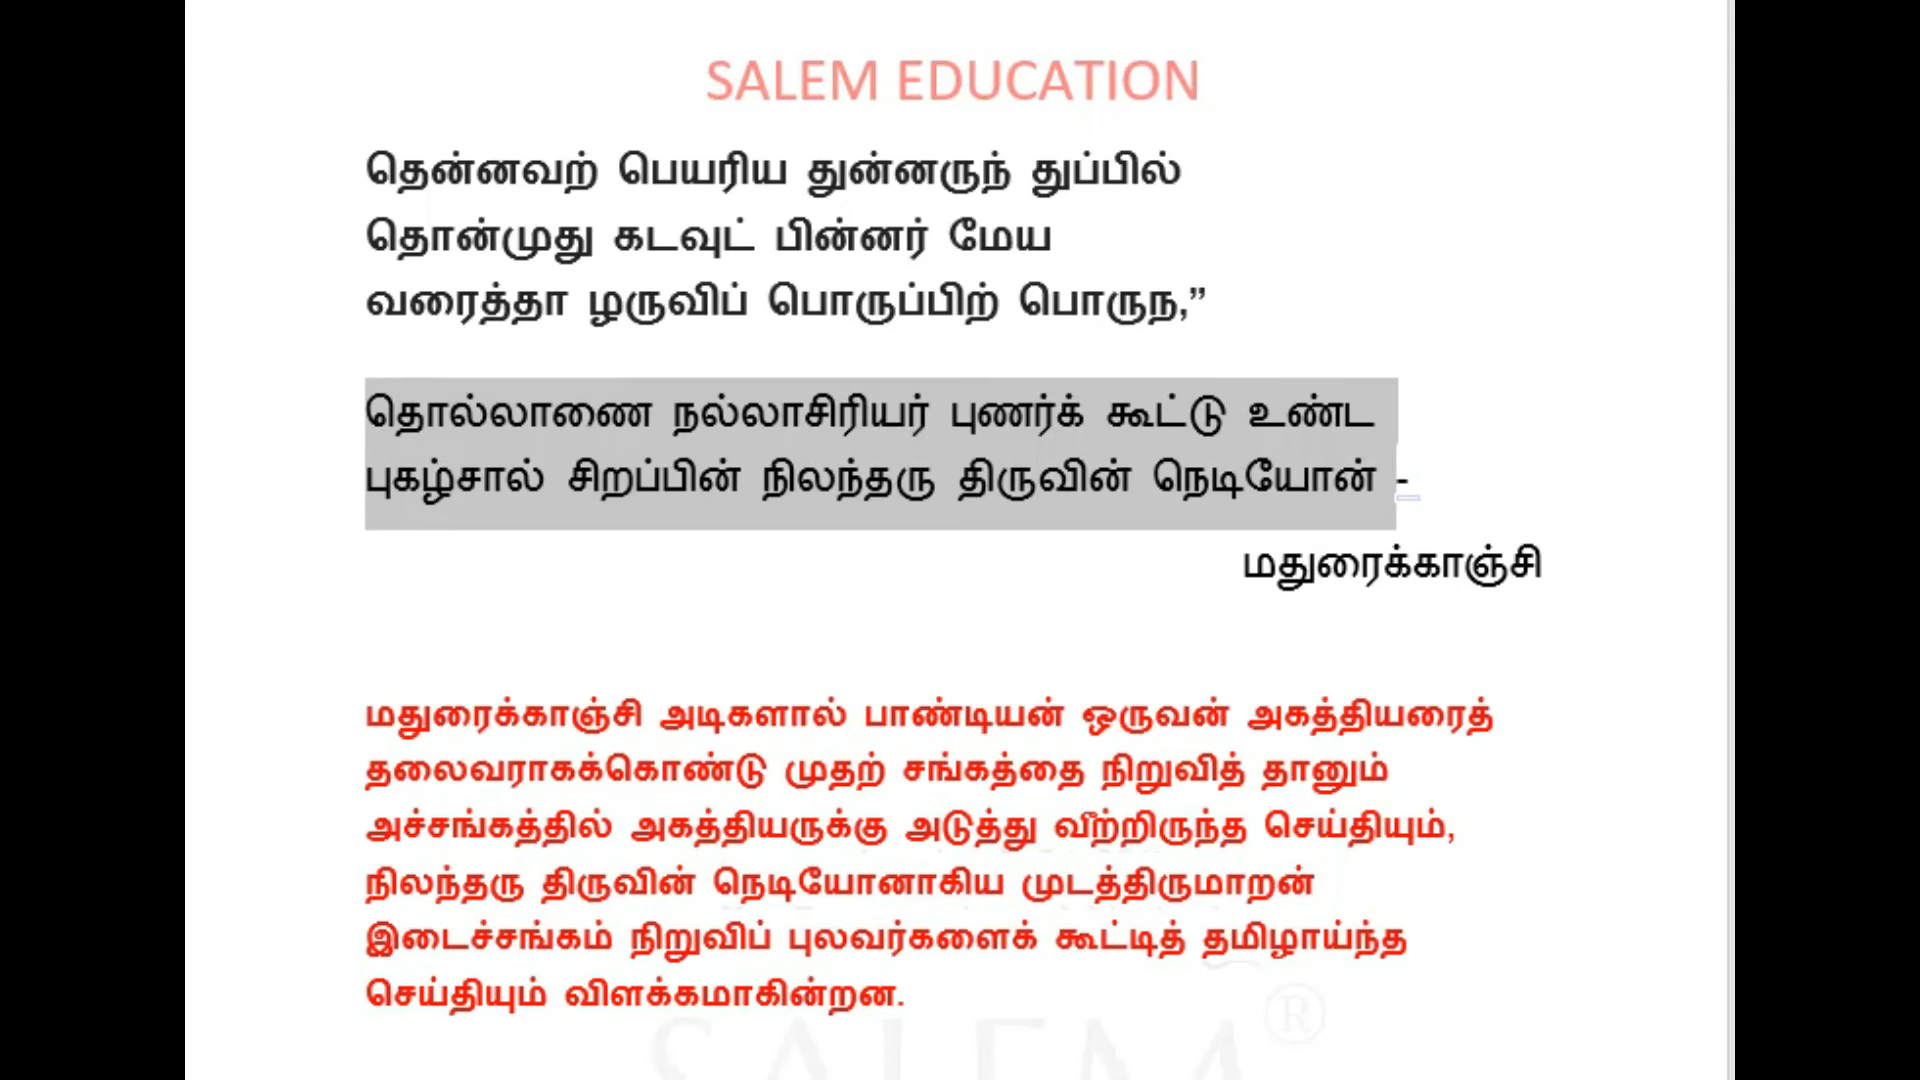 SALEM EDUCATION
தென்னவற் பெயரிய துன்னருந் துப்பில்
தொன்முது கடவுட் பின்னர் மேய
வரைத்தா ழருவிப் பொருப்பிற் பொருந,”
தொல்லாணை நல்லாசிரியர் புணர்க் கூட்டு உண்ட
புகழ்சால் சிறப்பின் நிலந்தரு திருவின் நெடியோன் -
மதுரைக்காஞ்சி
மதுரைக்காஞ்சி அடிகளால் பாண்டியன் ஒருவன் அகத்தியரைத்
தலைவராகக்கொண்டு முதற் சங்கத்தை நிறுவித் தானும்
அச்சங்கத்தில் அகத்தியருக்கு அடுத்து வீற்றிருந்த செய்தியும்,
நிலந்தரு திருவின் நெடியோனாகிய முடத்திருமாறன்
இடைச்சங்கம் நிறுவிப் புலவர்களைக் கூட்டித் தமிழாய்ந்த
செய்தியும் விளக்கமாகின்றன.
SALEM ®